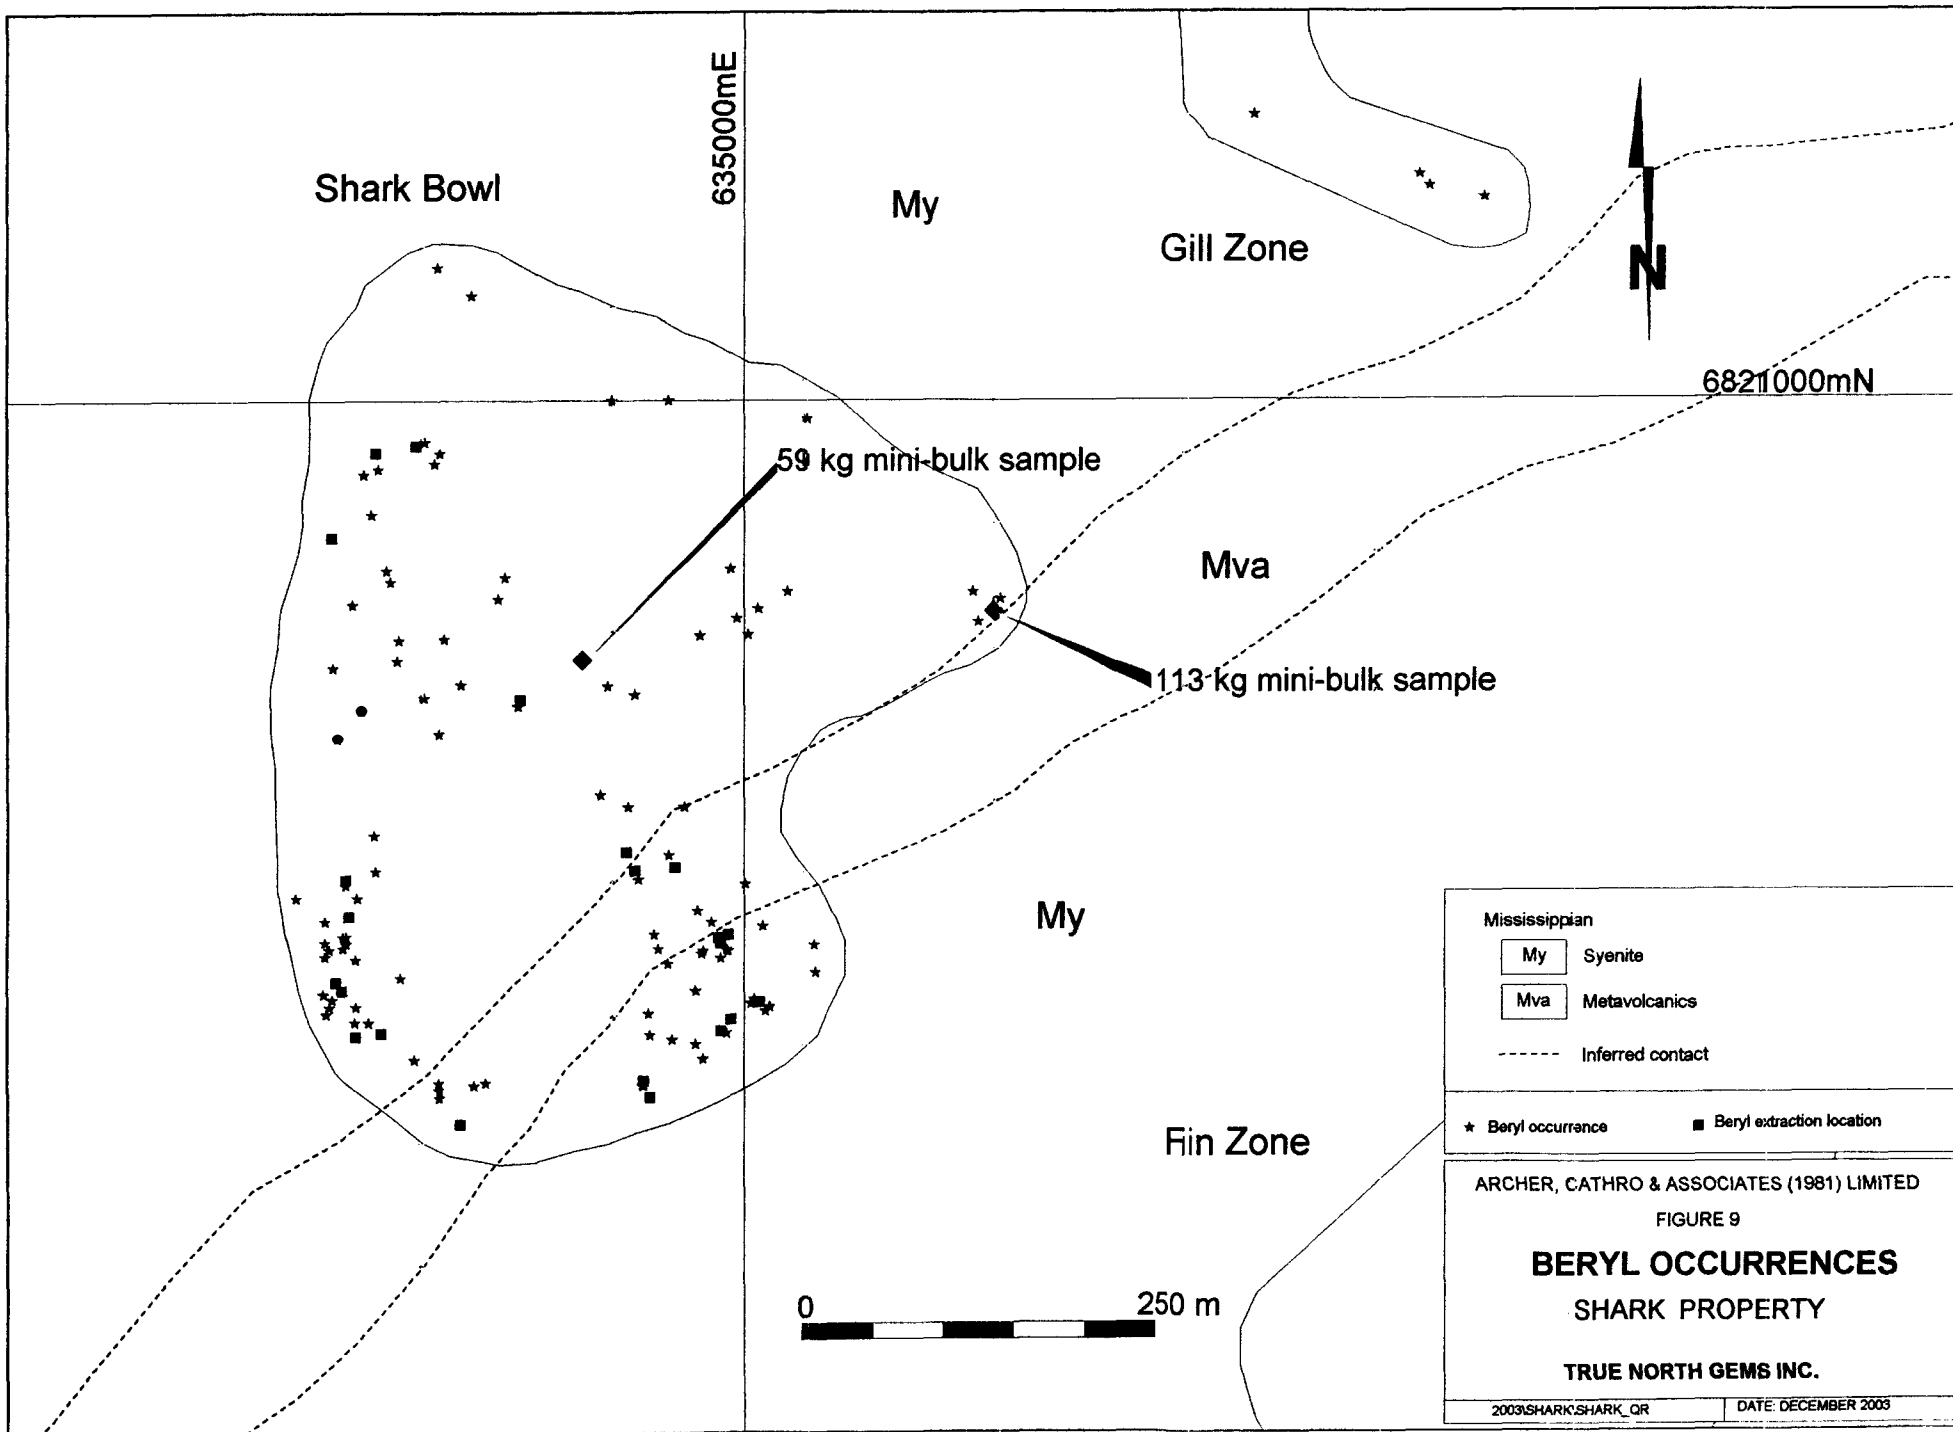 635000mE
Shark Bowl
My
Gill Zone
N
6821000mN
59 kg mini-bulk sample
Mva
113 kg mini-bulk sample
My
Fin Zone
0 250 m
Mississippian
My Syenite
Mva Metavolcanics
Inferred contact
Beryl occurrence Beryl extraction location
ARCHER, CATHRO & ASSOCIATES (1981) LIMITED
FIGURE 9
BERYL OCCURRENCES
SHARK PROPERTY
TRUE NORTH GEMS INC.
2003\SHARK\SHARK_QR DATE: DECEMBER 2003